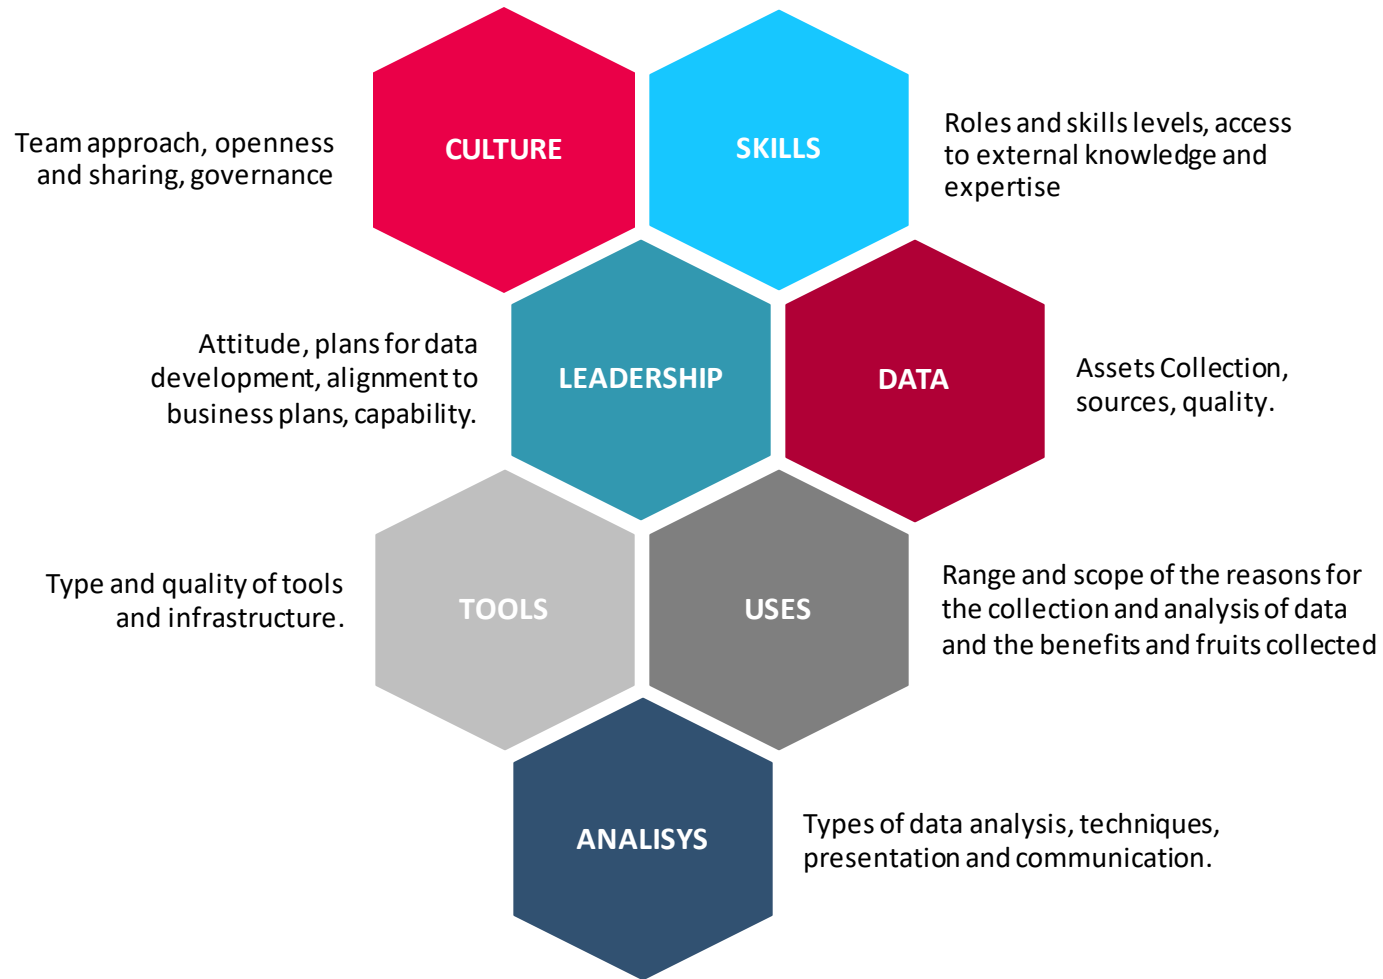 CULTURE
Team approach, openness
and sharing, governance
SKILLS
Roles and skills levels, access
to external knowledge and
expertise
LEADERSHIP
Attitude, plans for data
development, alignment to
business plans, capability.
DATA
Assets Collection,
sources, quality.
TOOLS
Type and quality of tools
and infrastructure.
USES
Range and scope of the reasons for
the collection and analysis of data
and the benefits and fruits collected
ANALISYS
Types of data analysis, techniques,
presentation and communication.